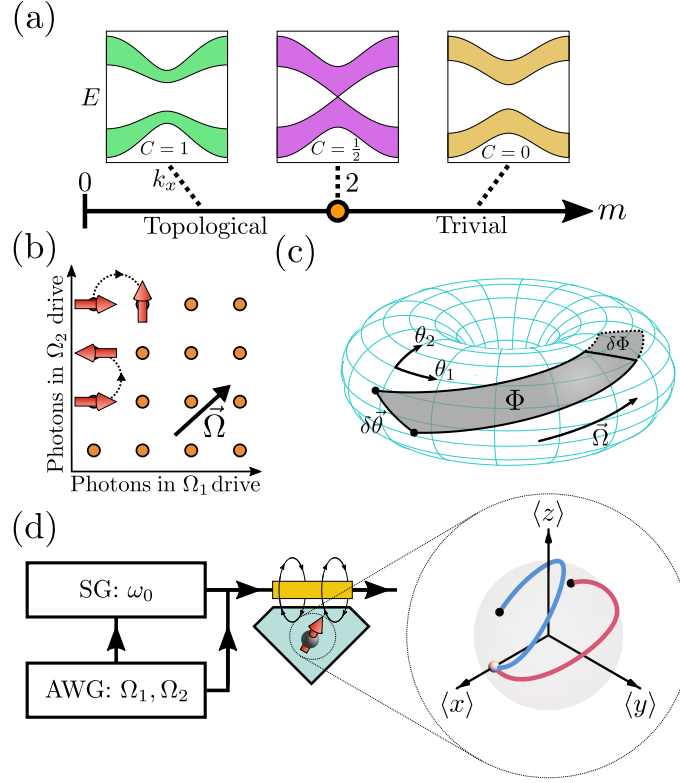 (a)
E
C = 1
C = 1/2
C = 0
k_x
0
2
m
Topological
Trivial
(b)
Photons in Ω₂ drive
Ω⃗
Photons in Ω₁ drive
(c)
θ₂
θ₁
δΦ
Φ
δθ⃗
Ω⃗
(d)
SG: ω₀
AWG: Ω₁, Ω₂
⟨z⟩
⟨x⟩
⟨y⟩